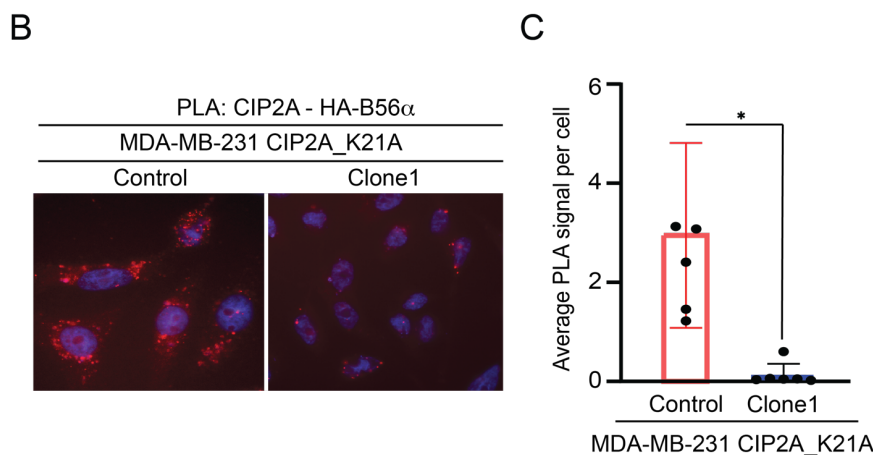 B
PLA: CIP2A - HA-B56α
MDA-MB-231 CIP2A_K21A
Control Clone1
C
Average PLA signal per cell
6
4
2
0
*
Control Clone1
MDA-MB-231 CIP2A_K21A